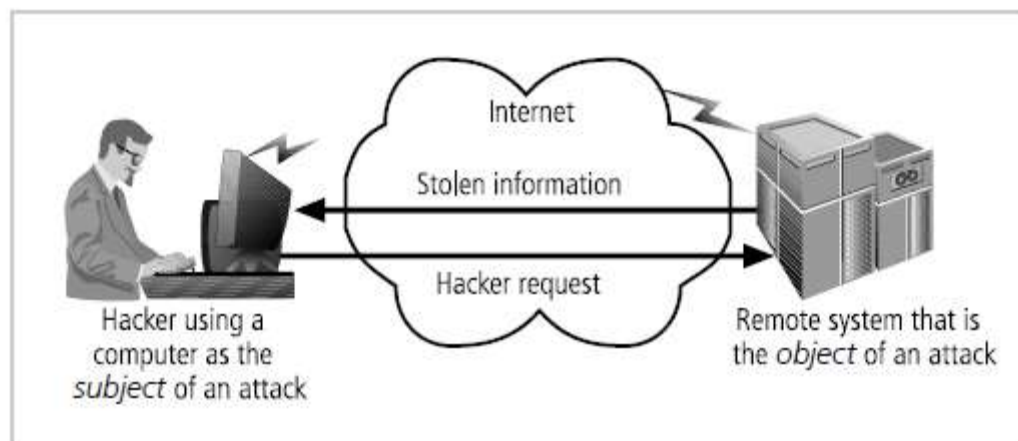 Internet
Stolen information
Hacker request
Hacker using a
computer as the
subject of an attack
Remote system that is
the object of an attack